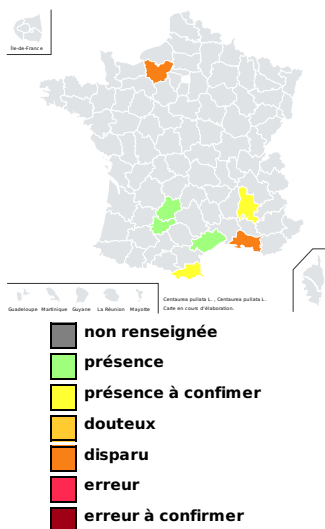 Île-de-France
Guadeloupe Martinique Guyane La Réunion Mayotte
Centaurea pullata L. , Centaurea pullata L.
Carte en cours d'élaboration.
non renseignée
présence
présence à confimer
douteux
disparu
erreur
erreur à confirmer